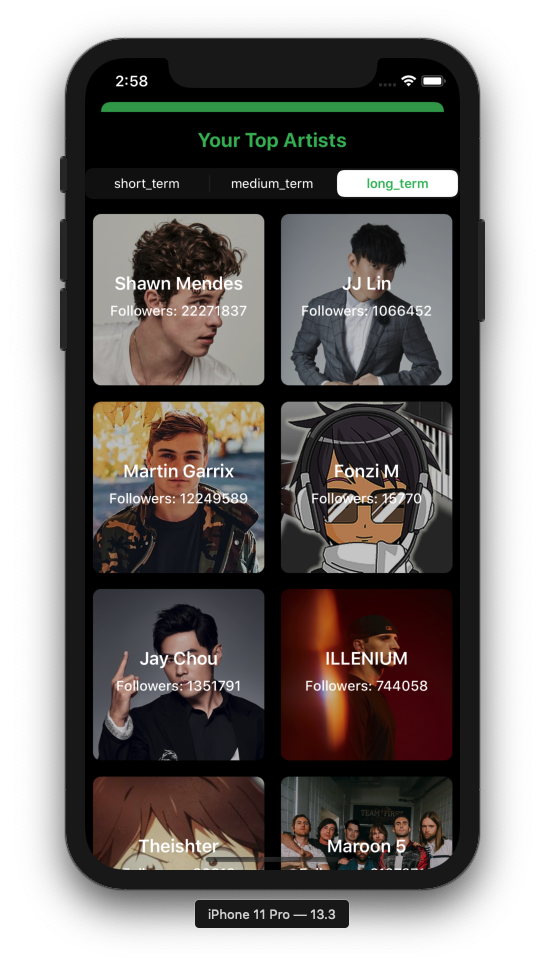 2:58
Your Top Artists
short_term medium_term long_term
Shawn Mendes
Followers: 22271837
JJ Lin
Followers: 1066452
Martin Garrix
Followers: 12249589
Fonzi M
Followers: 15770
Jay Chou
Followers: 1351791
ILLENIUM
Followers: 744058
Theishter
Maroon 5
iPhone 11 Pro — 13.3